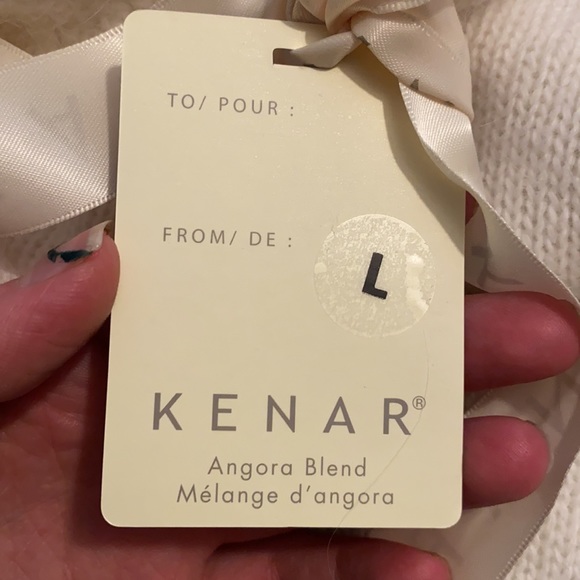 TO/ POUR :
FROM/ DE :
L
KENAR®
Angora Blend
Mélange d'angora